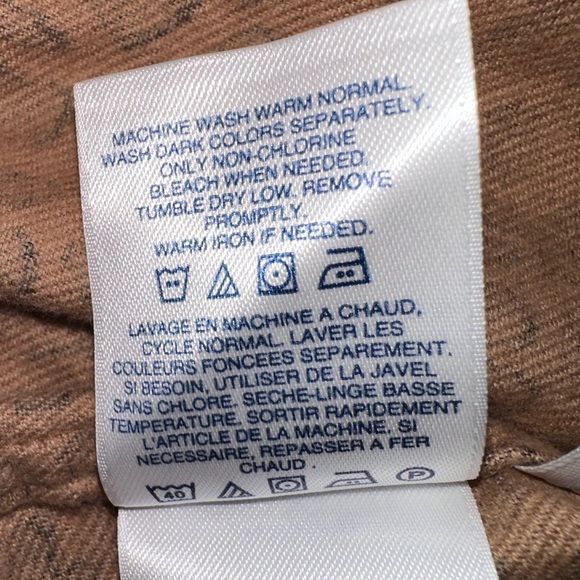 MACHINE WASH WARM NORMAL.
WASH DARK COLORS SEPARATELY.
ONLY NON-CHLORINE
BLEACH WHEN NEEDED.
TUMBLE DRY LOW. REMOVE
PROMPTLY.
WARM IRON IF NEEDED.
LAVAGE EN MACHINE A CHAUD,
CYCLE NORMAL. LAVER LES
COULEURS FONCEES SEPAREMENT.
SI BESOIN, UTILISER DE LA JAVEL
SANS CHLORE. SECHE-LINGE BASSE
TEMPERATURE. SORTIR RAPIDEMENT
L'ARTICLE DE LA MACHINE. SI
NECESSAIRE, REPASSER A FER
CHAUD .
40 P